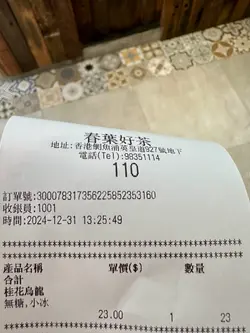 春葉好茶
地址:香港鰂魚涌英皇道927號地下
電話(Tel):98351114
110
訂單號:300078317356225852353160
收銀員:1001
時間:2024-12-31 13:25:49
產品名稱 單價($) 數量
桂花烏龍
無糖,小冰
23.00 1 23